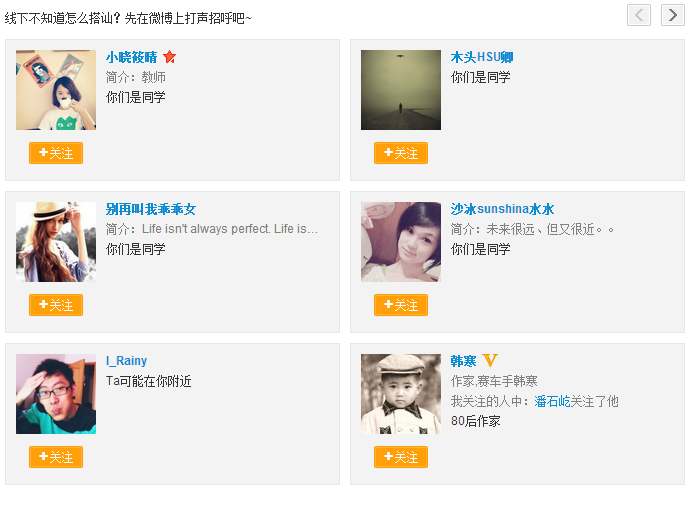 线下不知道怎么搭讪？先在微博上打声招呼吧~
小晓筱晴
简介：教师
你们是同学
+关注
木头HSU卿
你们是同学
+关注
别再叫我乖乖女
简介：Life isn't always perfect. Life is…
你们是同学
+关注
沙冰sunshina水水
简介：未来很远、但又很近。。
你们是同学
+关注
I_Rainy
Ta可能在你附近
+关注
韩寒 V
作家,赛车手韩寒
我关注的人中：潘石屹关注了他
80后作家
+关注